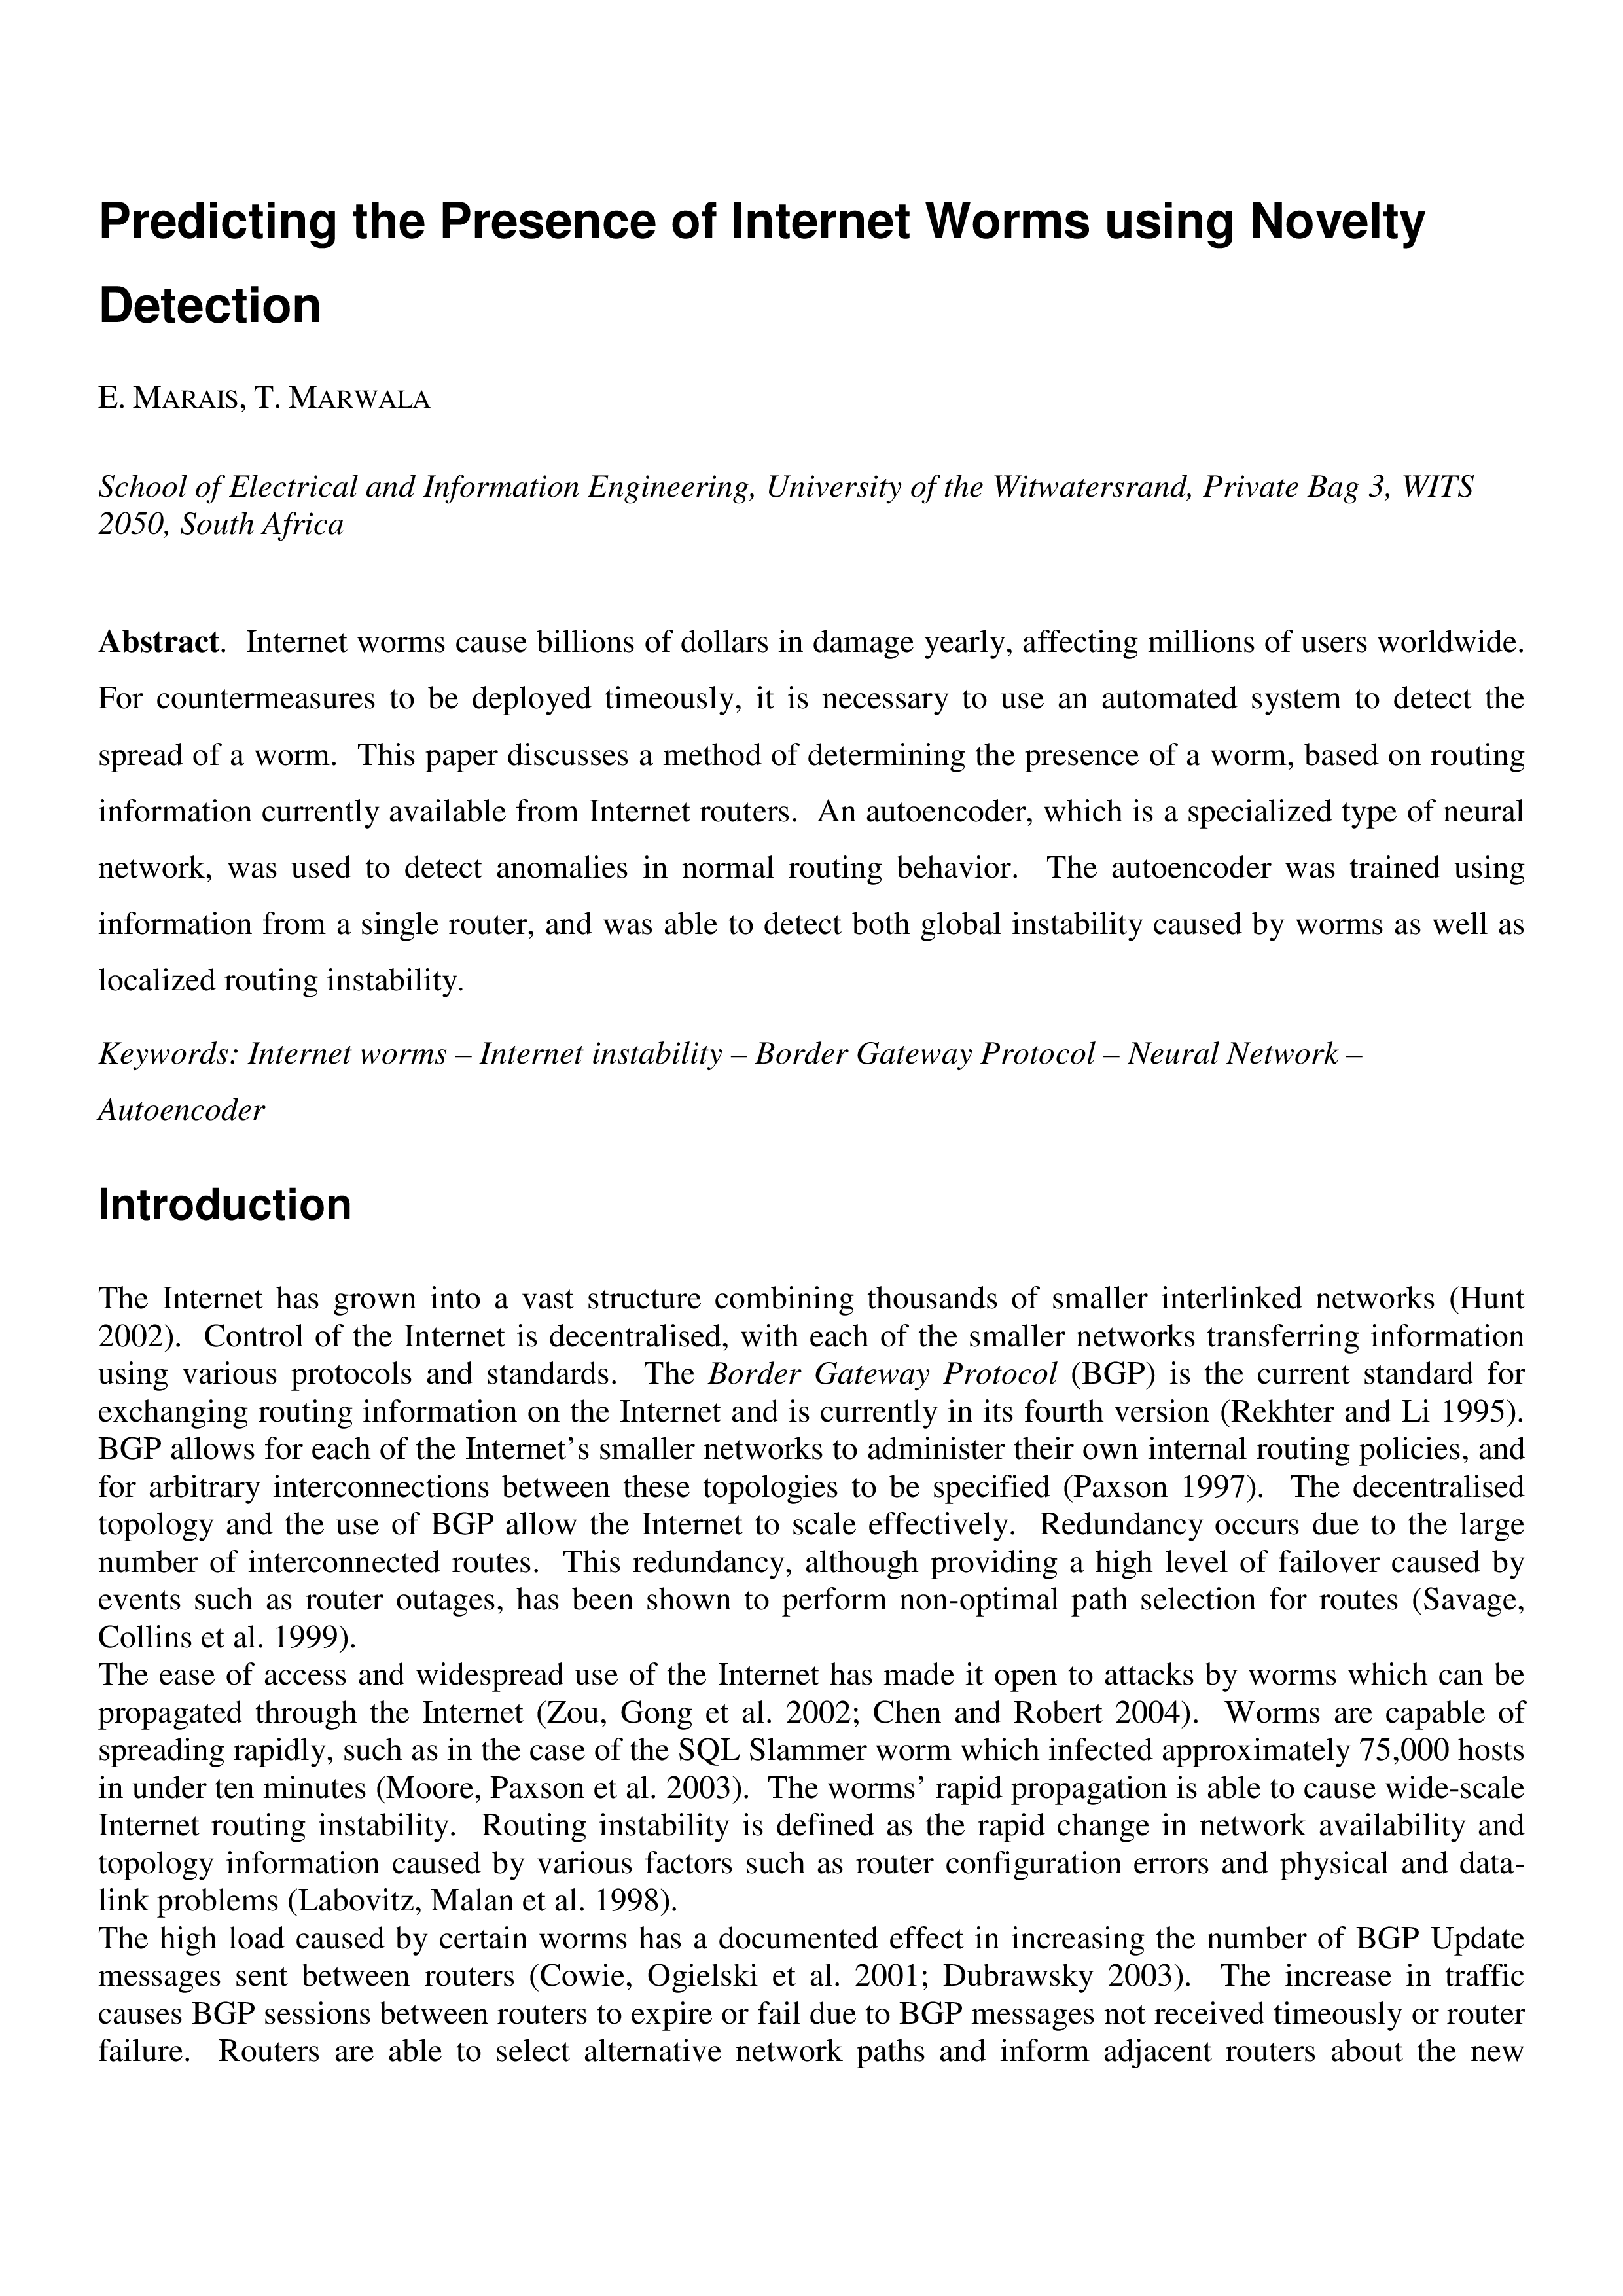 Predicting the Presence of Internet Worms using Novelty
Detection
E. MARAIS, T. MARWALA
School of Electrical and Information Engineering, University of the Witwatersrand, Private Bag 3, WITS
2050, South Africa
Abstract.  Internet worms cause billions of dollars in damage yearly, affecting millions of users worldwide.
For countermeasures to be deployed timeously, it is necessary to use an automated system to detect the
spread of a worm.  This paper discusses a method of determining the presence of a worm, based on routing
information currently available from Internet routers.  An autoencoder, which is a specialized type of neural
network, was used to detect anomalies in normal routing behavior.  The autoencoder was trained using
information from a single router, and was able to detect both global instability caused by worms as well as
localized routing instability.
Keywords: Internet worms – Internet instability – Border Gateway Protocol – Neural Network –
Autoencoder
Introduction
The Internet has grown into a vast structure combining thousands of smaller interlinked networks (Hunt
2002).  Control of the Internet is decentralised, with each of the smaller networks transferring information
using various protocols and standards.  The Border Gateway Protocol (BGP) is the current standard for
exchanging routing information on the Internet and is currently in its fourth version (Rekhter and Li 1995).
BGP allows for each of the Internet’s smaller networks to administer their own internal routing policies, and
for arbitrary interconnections between these topologies to be specified (Paxson 1997).  The decentralised
topology and the use of BGP allow the Internet to scale effectively.  Redundancy occurs due to the large
number of interconnected routes.  This redundancy, although providing a high level of failover caused by
events such as router outages, has been shown to perform non-optimal path selection for routes (Savage,
Collins et al. 1999).
The ease of access and widespread use of the Internet has made it open to attacks by worms which can be
propagated through the Internet (Zou, Gong et al. 2002; Chen and Robert 2004).  Worms are capable of
spreading rapidly, such as in the case of the SQL Slammer worm which infected approximately 75,000 hosts
in under ten minutes (Moore, Paxson et al. 2003).  The worms’ rapid propagation is able to cause wide-scale
Internet routing instability.  Routing instability is defined as the rapid change in network availability and
topology information caused by various factors such as router configuration errors and physical and data-
link problems (Labovitz, Malan et al. 1998).
The high load caused by certain worms has a documented effect in increasing the number of BGP Update
messages sent between routers (Cowie, Ogielski et al. 2001; Dubrawsky 2003).  The increase in traffic
causes BGP sessions between routers to expire or fail due to BGP messages not received timeously or router
failure.  Routers are able to select alternative network paths and inform adjacent routers about the new